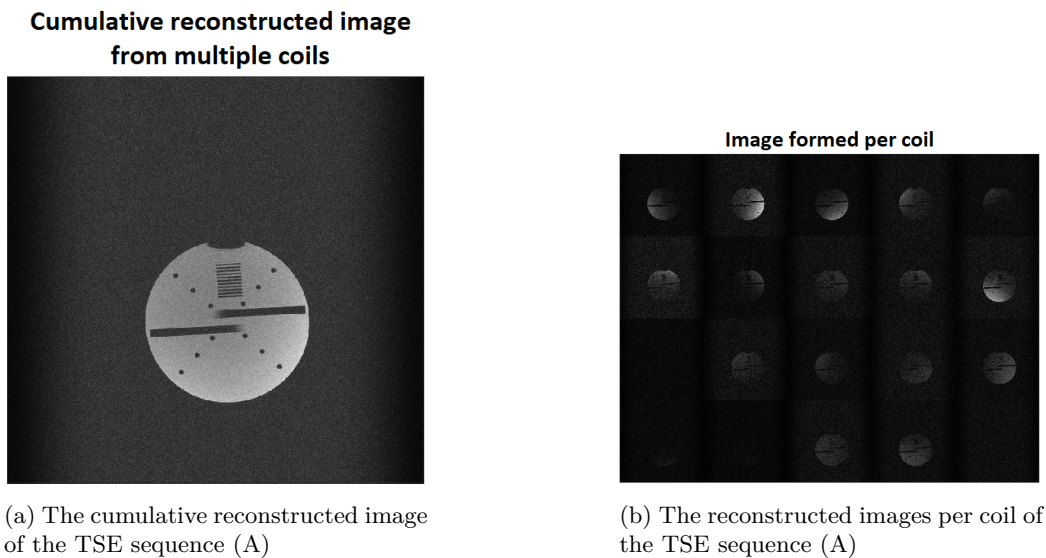 Cumulative reconstructed image
from multiple coils
(a) The cumulative reconstructed image
of the TSE sequence (A)
Image formed per coil
(b) The reconstructed images per coil of
the TSE sequence (A)